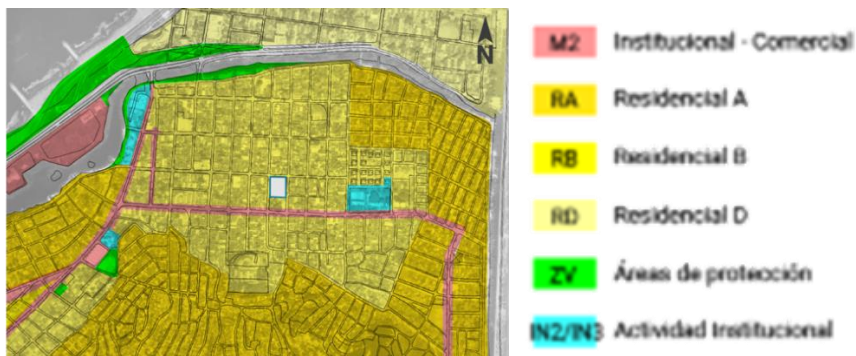 N
M2 Institucional - Comercial
RA Residencial A
RB Residencial B
RD Residencial D
ZV Áreas de protección
IN2/IN3 Actividad Institucional